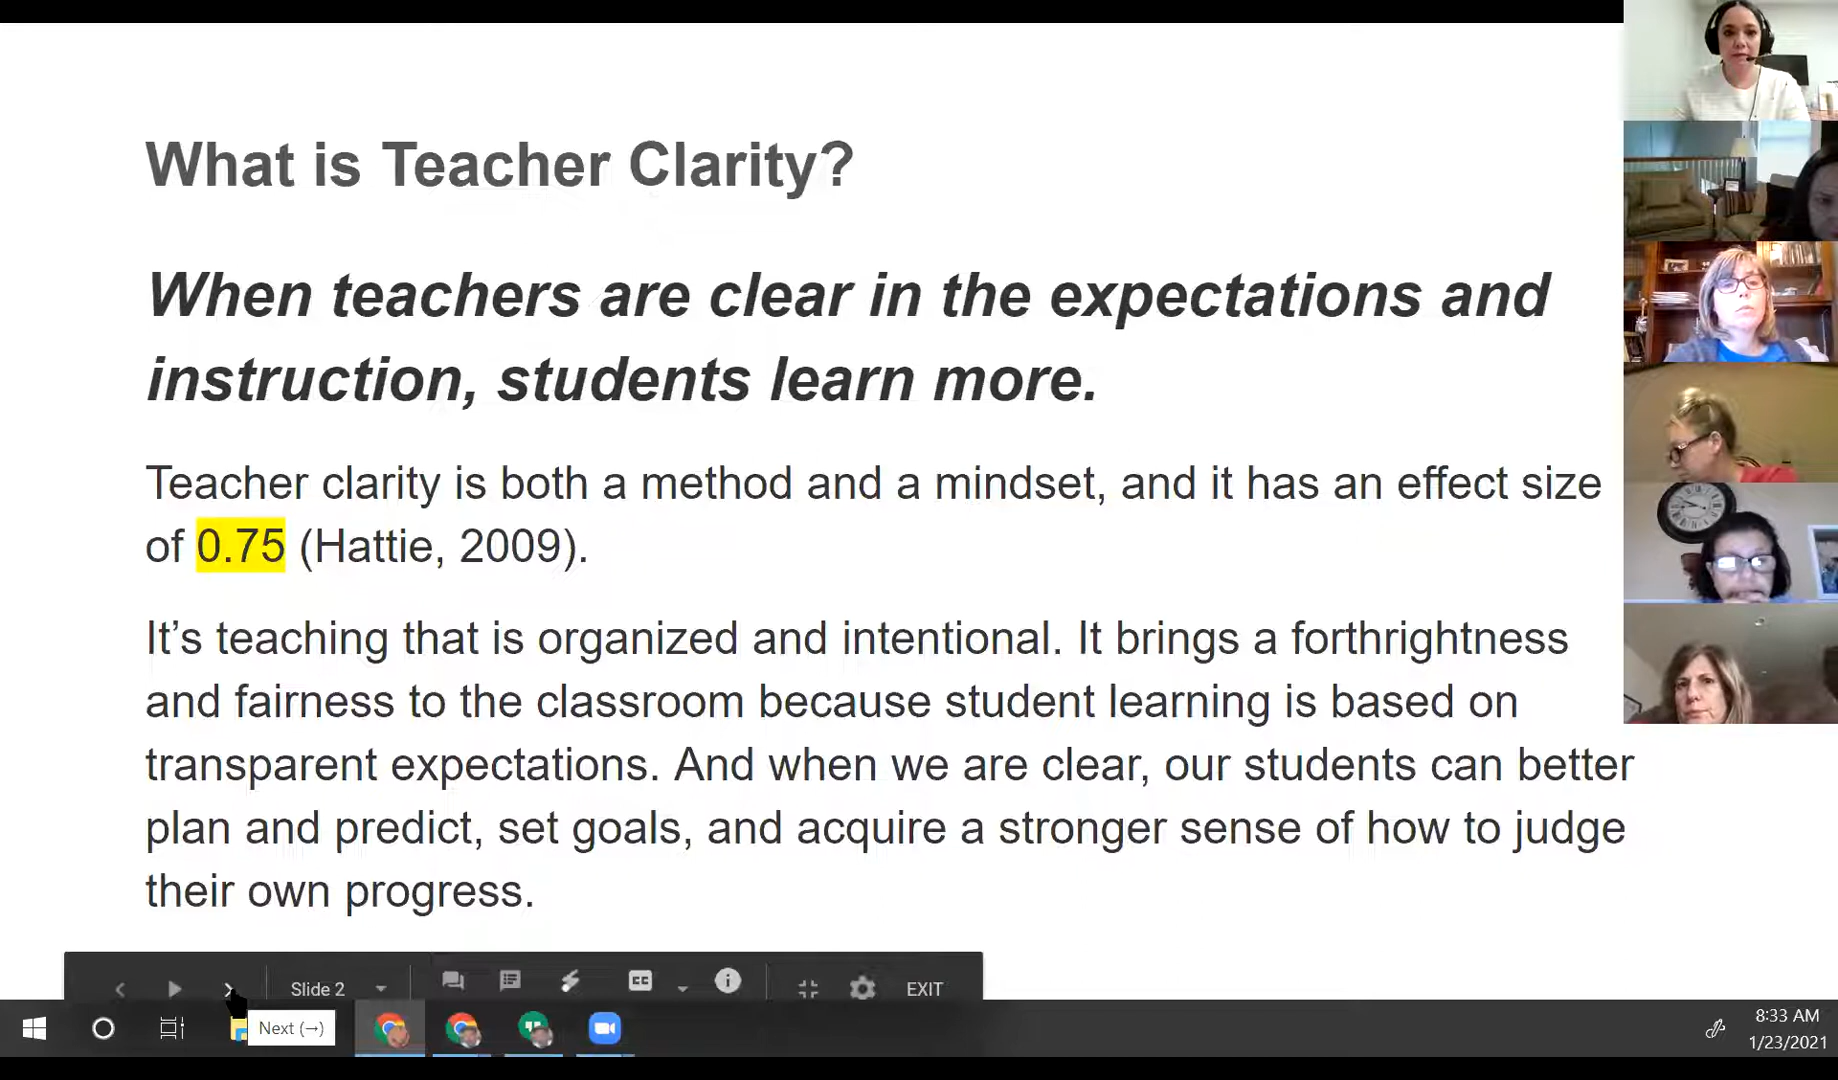 What is Teacher Clarity?
When teachers are clear in the expectations and
instruction, students learn more.
Teacher clarity is both a method and a mindset, and it has an effect size
of 0.75 (Hattie, 2009).
It’s teaching that is organized and intentional. It brings a forthrightness
and fairness to the classroom because student learning is based on
transparent expectations. And when we are clear, our students can better
plan and predict, set goals, and acquire a stronger sense of how to judge
their own progress.
Slide 2
CC
EXIT
Next (→)
8:33 AM
1/23/2021